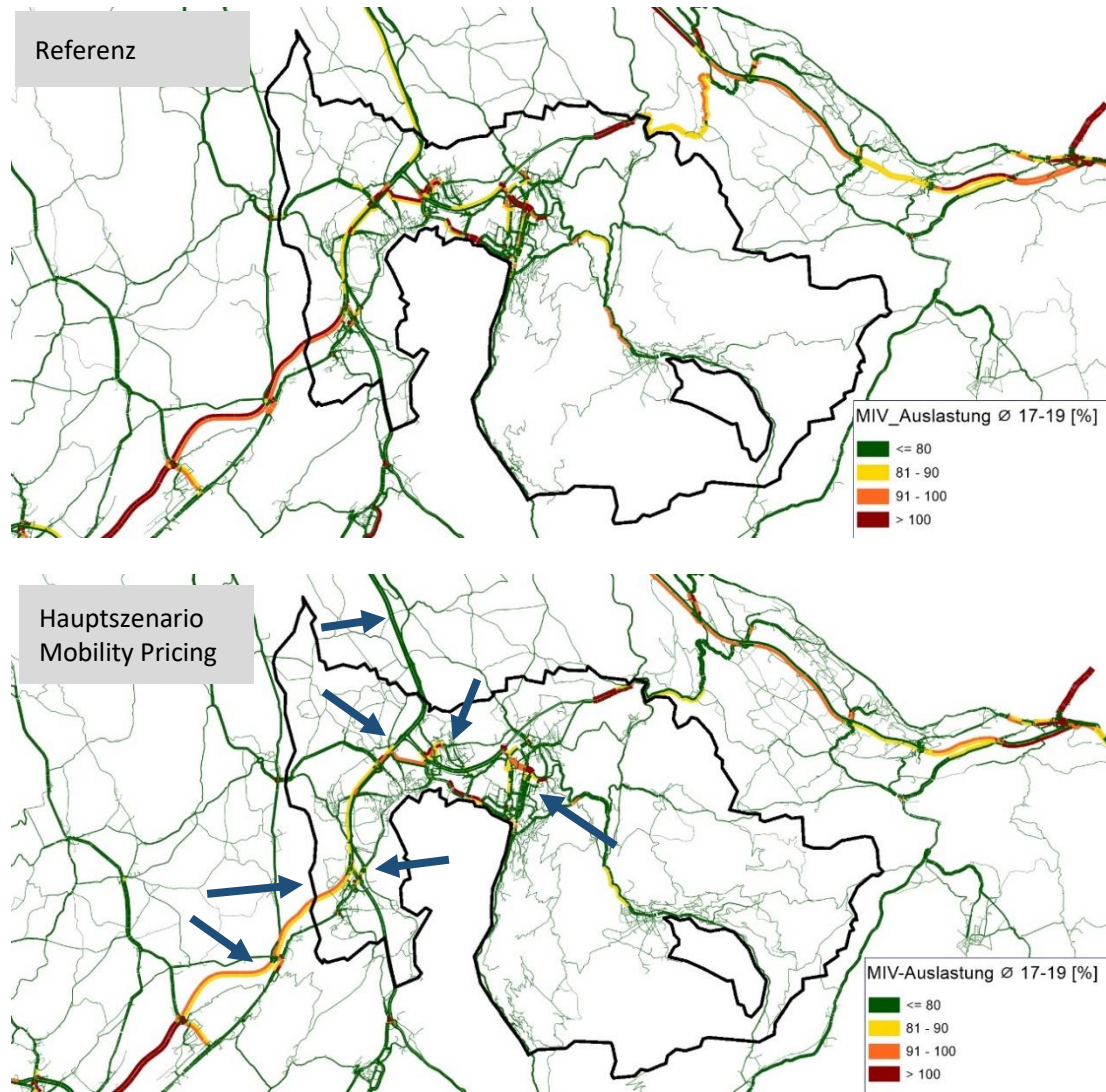 Referenz
MIV_Auslastung ∅ 17-19 [%]
<= 80
81 - 90
91 - 100
> 100
Hauptszenario
Mobility Pricing
MIV-Auslastung ∅ 17-19 [%]
<= 80
81 - 90
91 - 100
> 100